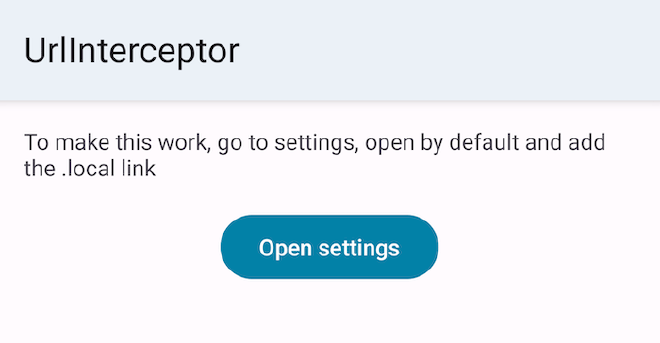 UrlInterceptor
To make this work, go to settings, open by default and add
the .local link
Open settings